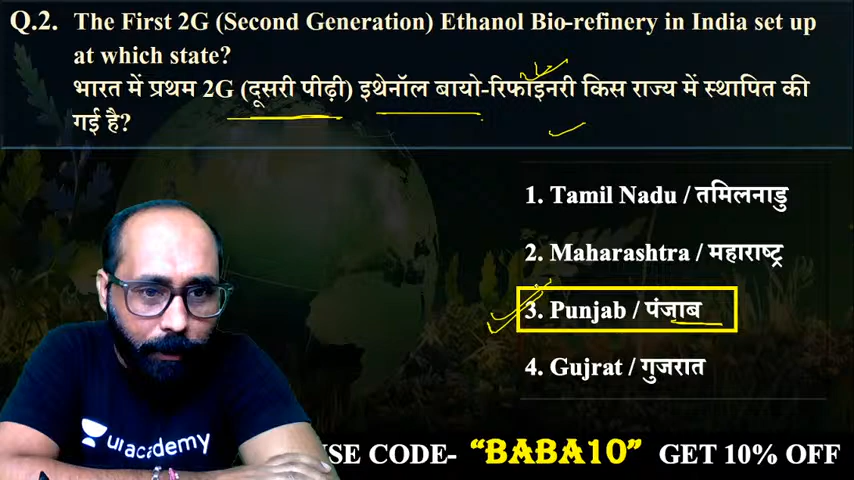 Q.2. The First 2G (Second Generation) Ethanol Bio-refinery in India set up
at which state?
भारत में प्रथम 2G (दूसरी पीढ़ी) इथेनॉल बायो-रिफाइनरी किस राज्य में स्थापित की
गई है?
1. Tamil Nadu / तमिलनाडु
2. Maharashtra / महाराष्ट्र
3. Punjab / पंजाब
4. Gujrat / गुजरात
unacademy
USE CODE- “BABA10” GET 10% OFF